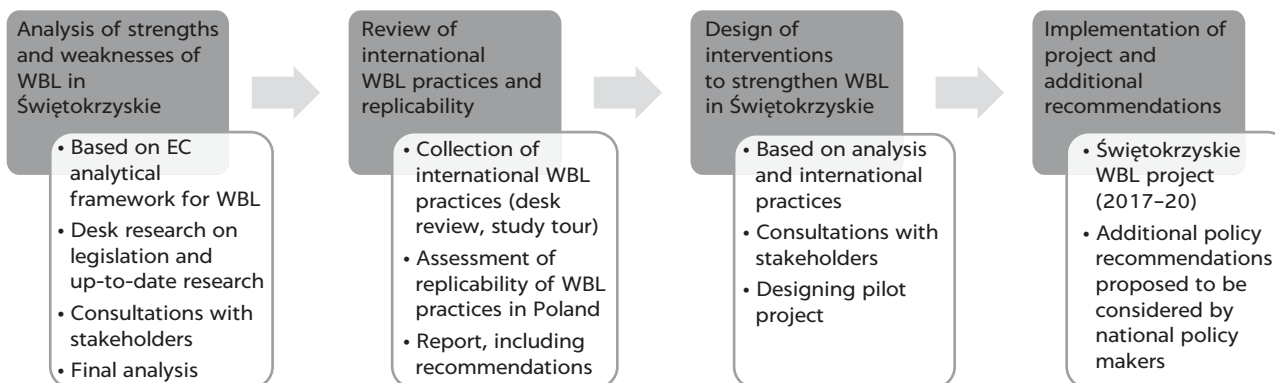 Analysis of strengths
and weaknesses of
WBL in
Świętokrzyskie
• Based on EC
analytical
framework for WBL
• Desk research on
legislation and
up-to-date research
• Consultations with
stakeholders
• Final analysis
Review of
international
WBL practices and
replicability
• Collection of
international WBL
practices (desk
review, study tour)
• Assessment of
replicability of WBL
practices in Poland
• Report, including
recommendations
Design of
interventions
to strengthen WBL
in Świętokrzyskie
• Based on analysis
and international
practices
• Consultations with
stakeholders
• Designing pilot
project
Implementation of
project and
additional
recommendations
• Świętokrzyskie
WBL project
(2017–20)
• Additional policy
recommendations
proposed to be
considered by
national policy
makers